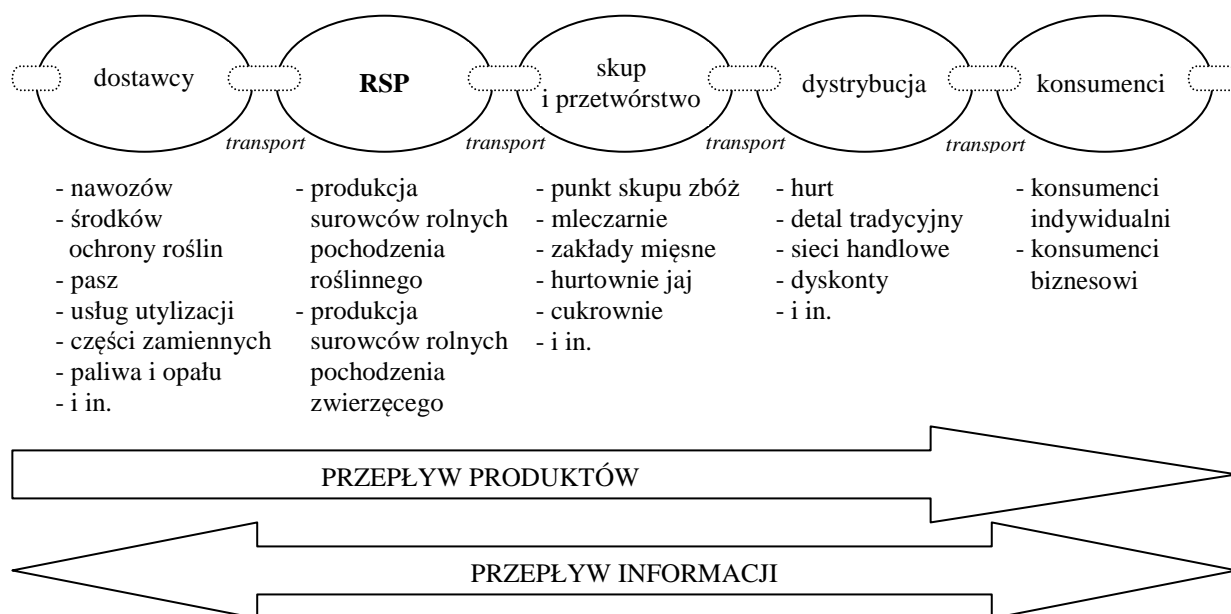 dostawcy
RSP
skup
i przetwórstwo
dystrybucja
konsumenci
transport
transport
transport
transport
- nawozów
- środków
ochrony roślin
- pasz
- usług utylizacji
- części zamiennych
- paliwa i opału
- i in.
- produkcja
surowców rolnych
pochodzenia
roślinnego
- produkcja
surowców rolnych
pochodzenia
zwierzęcego
- punkt skupu zbóż
- mleczarnie
- zakłady mięsne
- hurtownie jaj
- cukrownie
- i in.
- hurt
- detal tradycyjny
- sieci handlowe
- dyskonty
- i in.
- konsumenci
indywidualni
- konsumenci
biznesowi
PRZEPŁYW PRODUKTÓW
PRZEPŁYW INFORMACJI